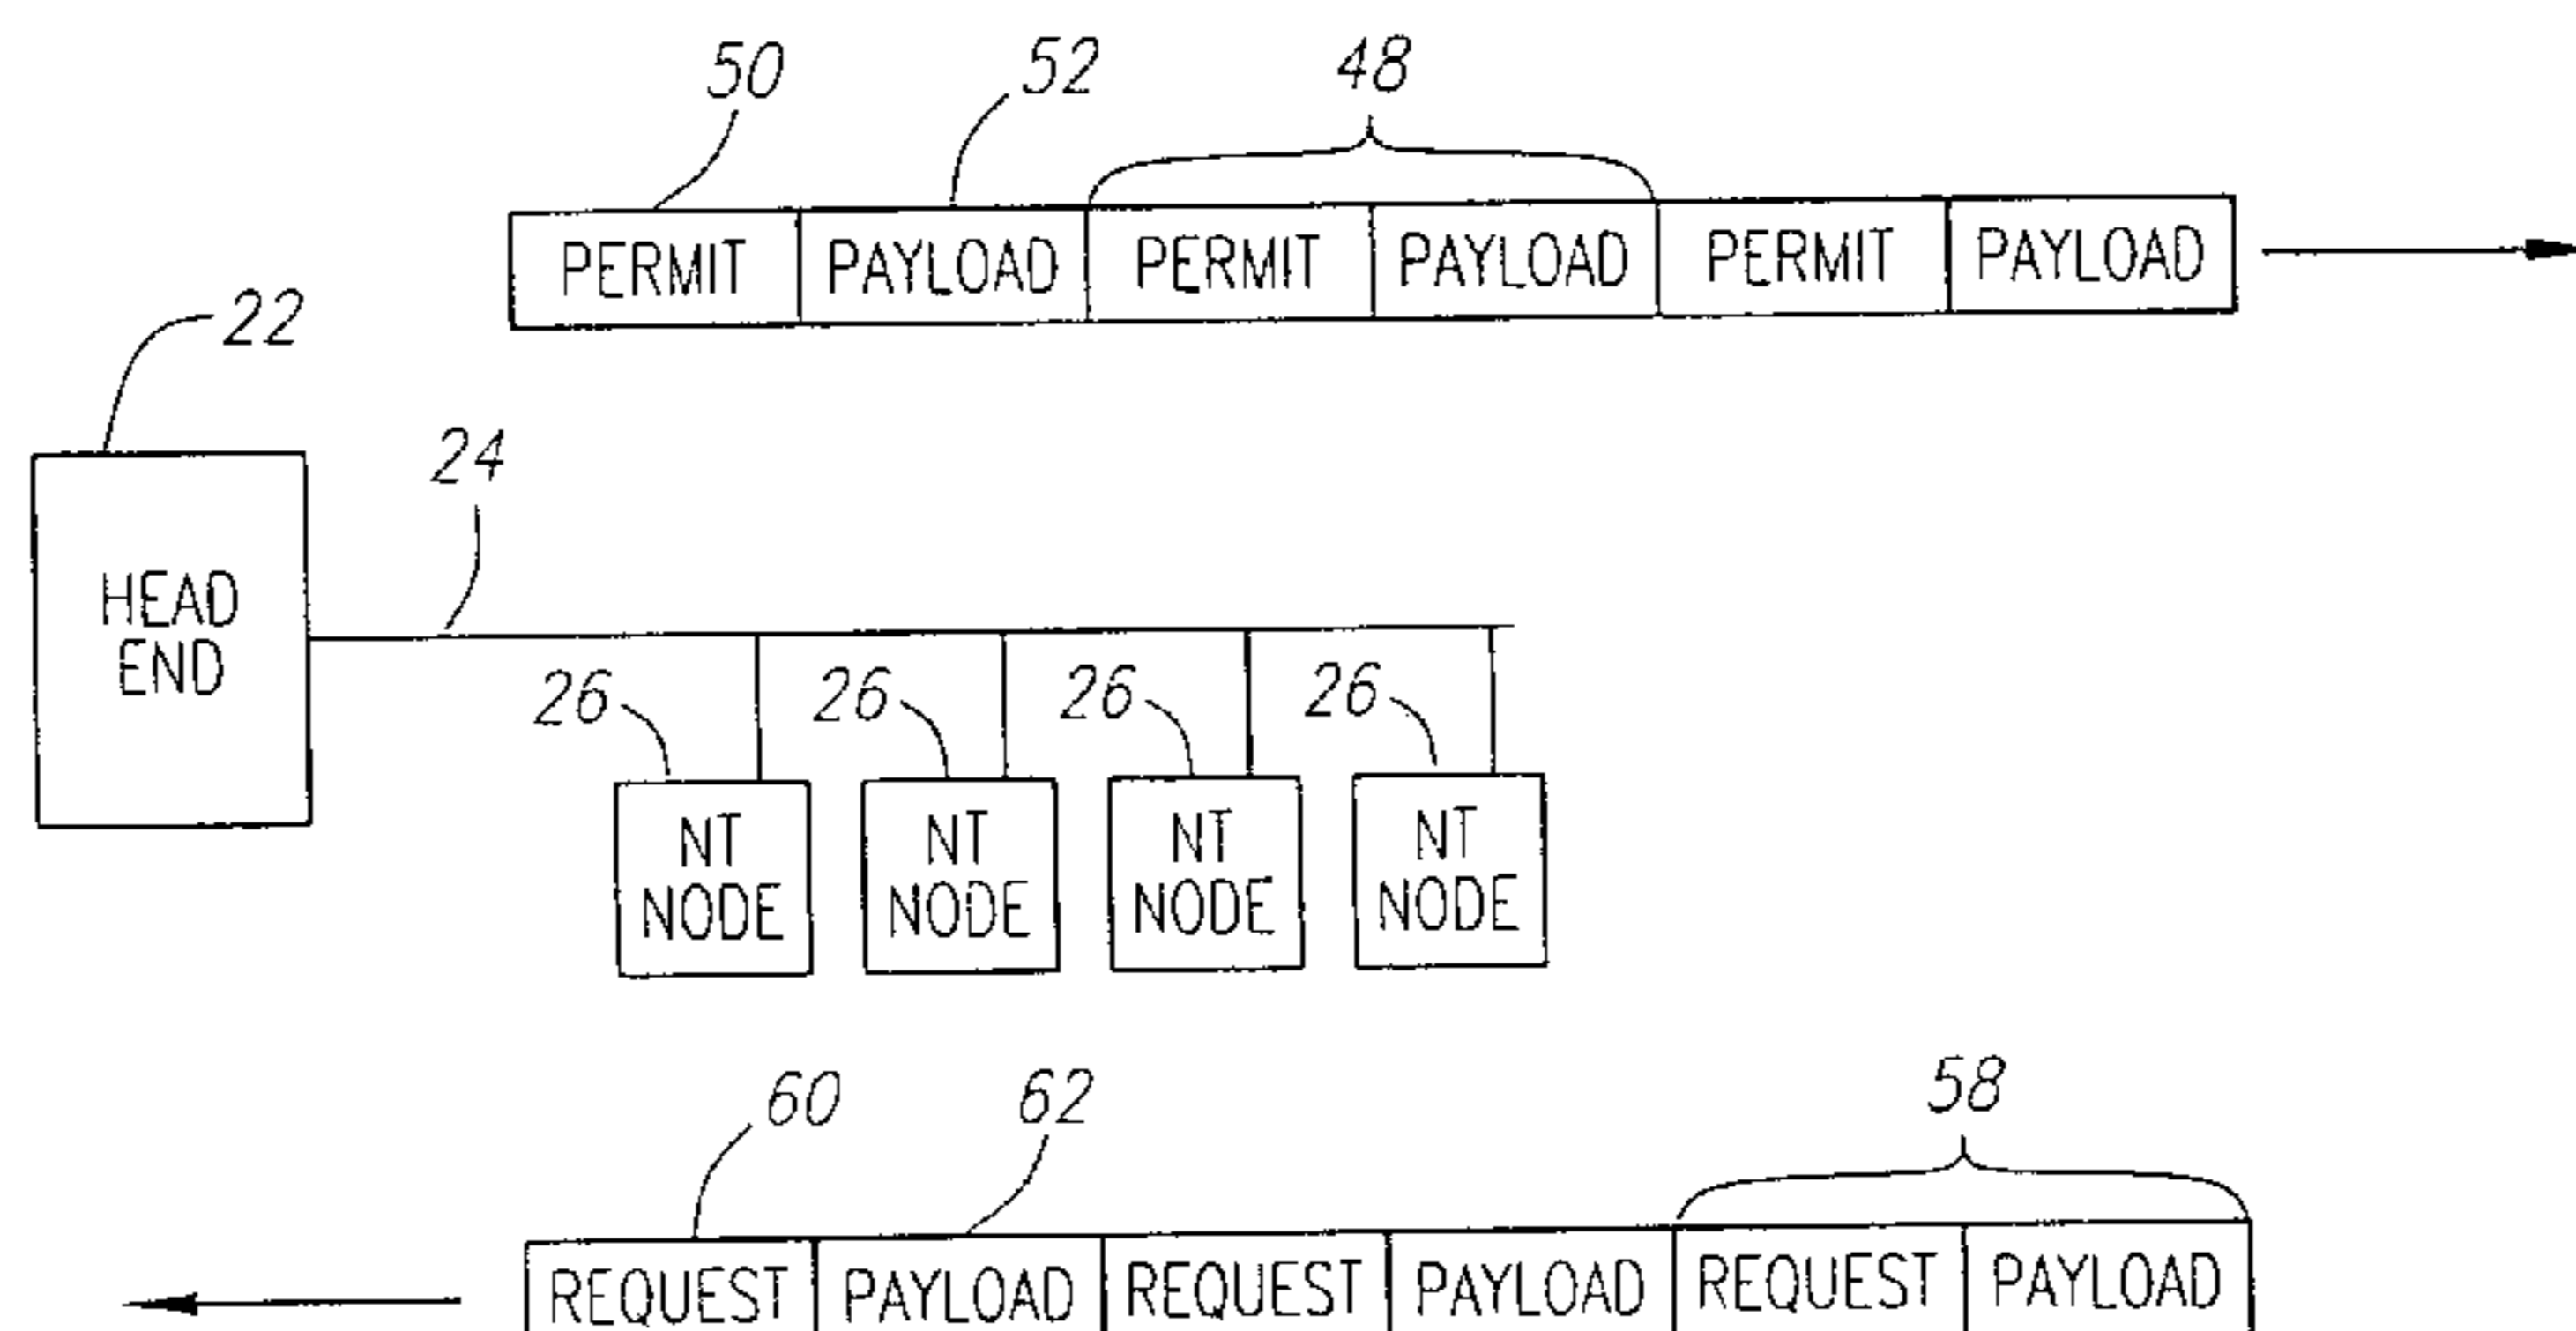 50 52 48
PERMIT PAYLOAD PERMIT PAYLOAD PERMIT PAYLOAD
22
24
HEAD
END
26 26 26 26
NT NT NT NT
NODE NODE NODE NODE
60 62 58
REQUEST PAYLOAD REQUEST PAYLOAD REQUEST PAYLOAD